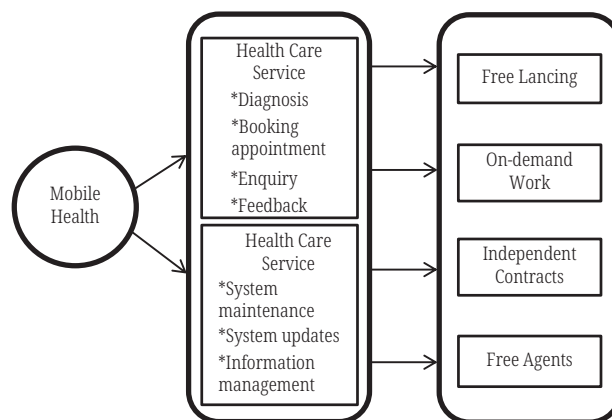 Mobile
Health
Health Care
Service
*Diagnosis
*Booking
appointment
*Enquiry
*Feedback
Health Care
Service
*System
maintenance
*System updates
*Information
management
Free Lancing
On-demand
Work
Independent
Contracts
Free Agents